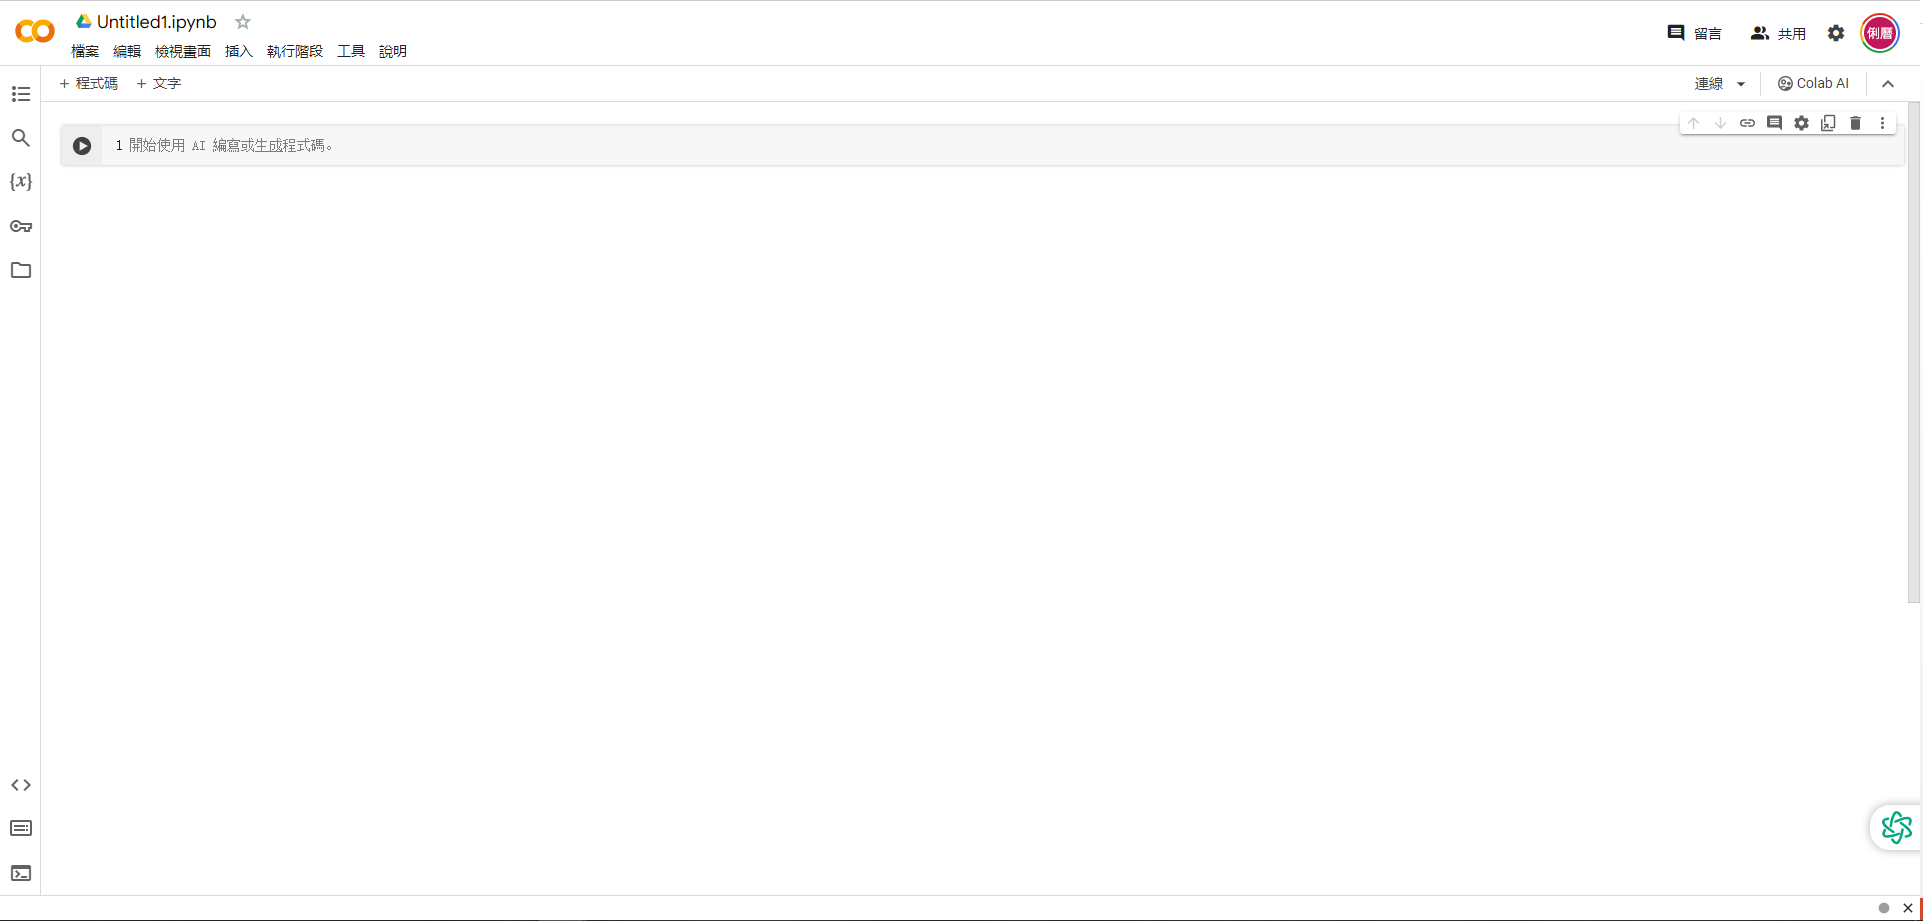 Untitled1.ipynb
檔案 編輯 檢視畫面 插入 執行階段 工具 說明
留言 共用 俐曆
+ 程式碼 + 文字
連線 Colab AI
{x}
1 開始使用 AI 編寫或生成程式碼。